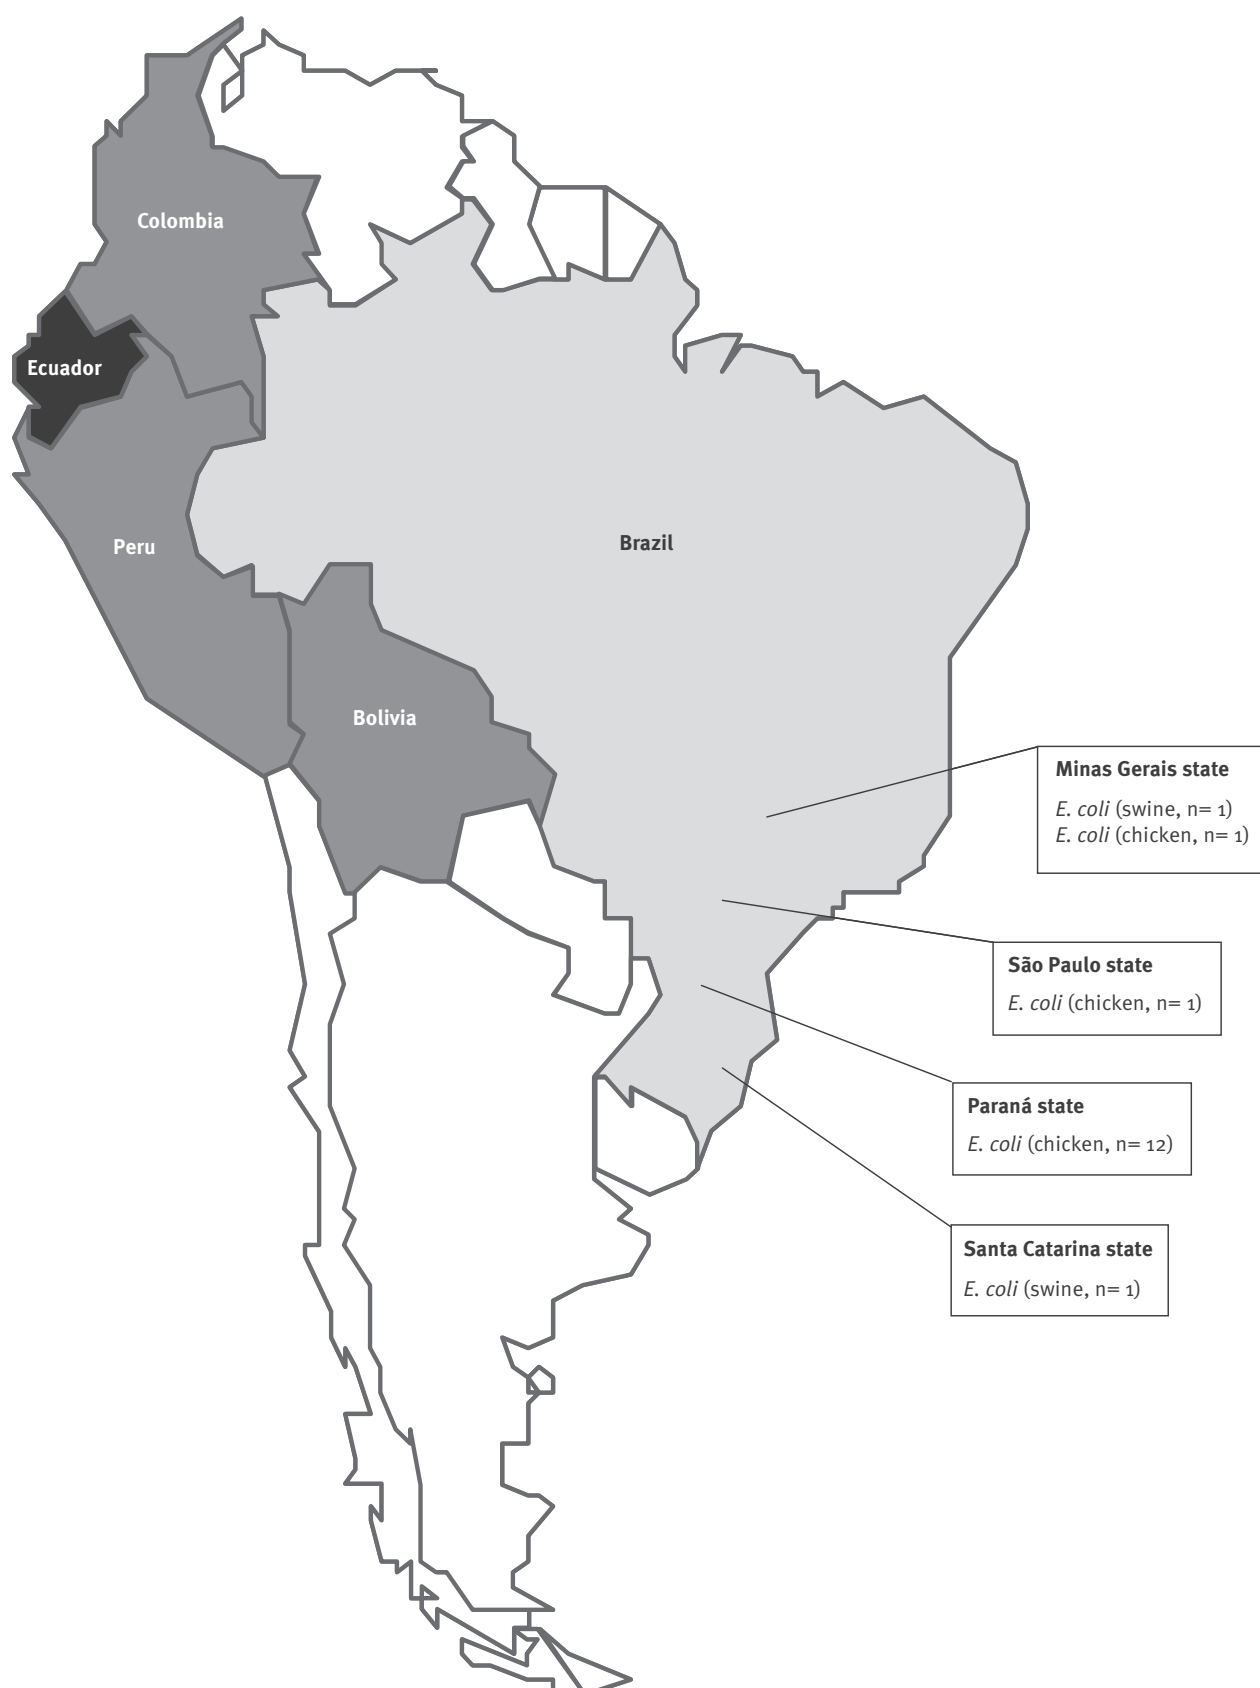 Colombia
Ecuador
Peru
Brazil
Bolivia
Minas Gerais state
E. coli (swine, n= 1)
E. coli (chicken, n= 1)
São Paulo state
E. coli (chicken, n= 1)
Paraná state
E. coli (chicken, n= 12)
Santa Catarina state
E. coli (swine, n= 1)